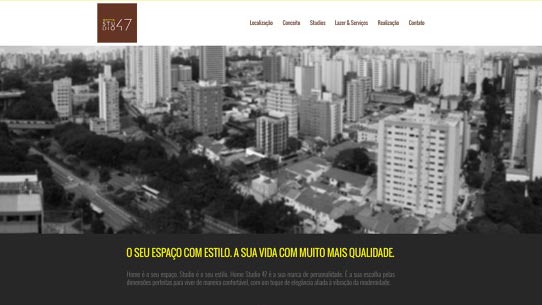 47
Localização Conceito Studios Lazer & Serviços Realização Contato
O SEU ESPAÇO COM ESTILO. A SUA VIDA COM MUITO MAIS QUALIDADE.
Home é o seu espaço. Studio é o seu estilo. Home Studio 47 é a sua marca de personalidade. É a sua escolha pelas
dimensões perfeitas para viver de maneira confortável, com um toque de elegância aliada à vibração da modernidade.